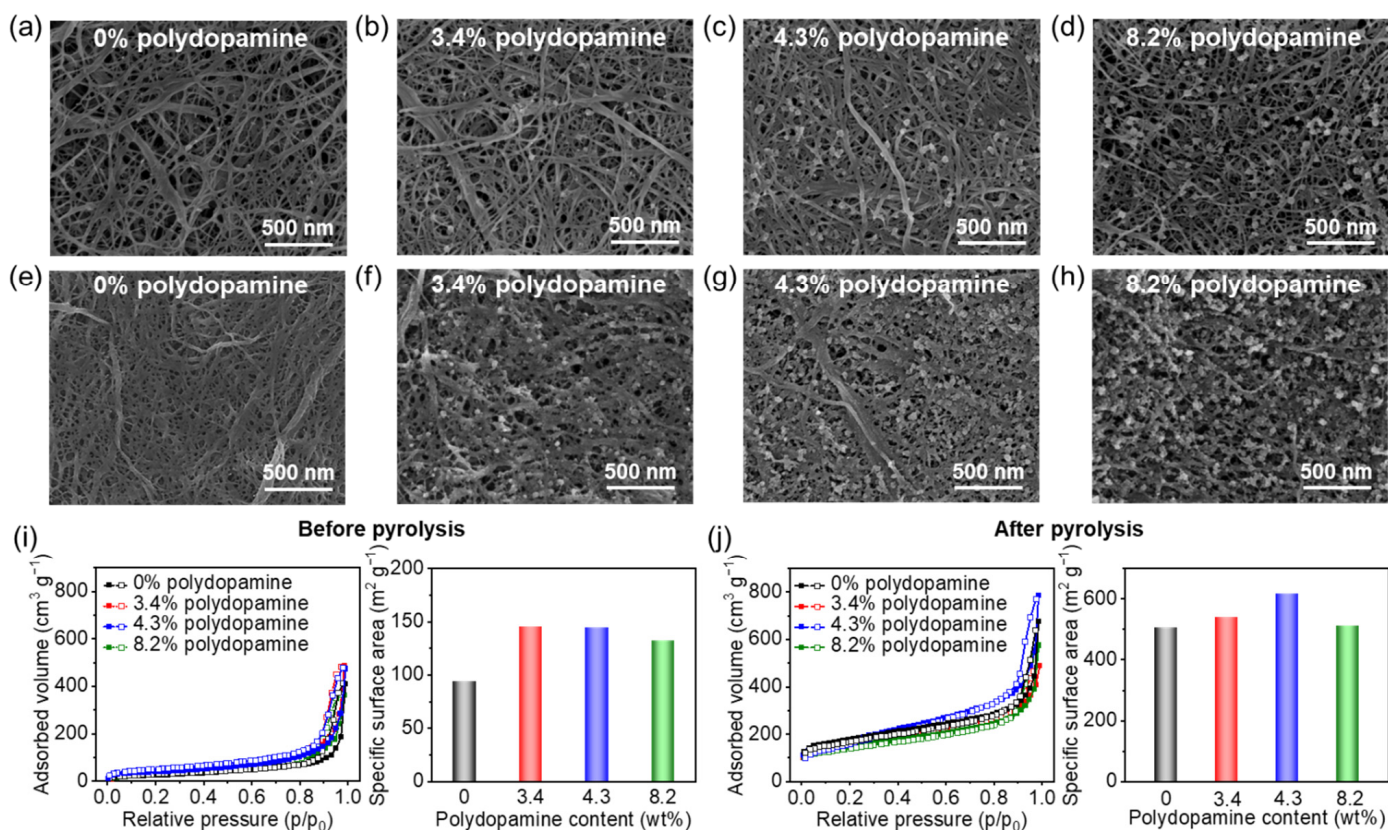 (a) 0% polydopamine
500 nm
(b) 3.4% polydopamine
500 nm
(c) 4.3% polydopamine
500 nm
(d) 8.2% polydopamine
500 nm
(e) 0% polydopamine
500 nm
(f) 3.4% polydopamine
500 nm
(g) 4.3% polydopamine
500 nm
(h) 8.2% polydopamine
500 nm
(i) Before pyrolysis
Adsorbed volume (cm³ g⁻¹)
800
600
400
200
0
0% polydopamine
3.4% polydopamine
4.3% polydopamine
8.2% polydopamine
0.0 0.2 0.4 0.6 0.8 1.0
Relative pressure (p/p₀)
Specific surface area (m² g⁻¹)
200
150
100
50
0
0 3.4 4.3 8.2
Polydopamine content (wt%)
(j) After pyrolysis
Adsorbed volume (cm³ g⁻¹)
800
600
400
200
0
0% polydopamine
3.4% polydopamine
4.3% polydopamine
8.2% polydopamine
0.0 0.2 0.4 0.6 0.8 1.0
Relative pressure (p/p₀)
Specific surface area (m² g⁻¹)
600
400
200
0
0 3.4 4.3 8.2
Polydopamine content (wt%)